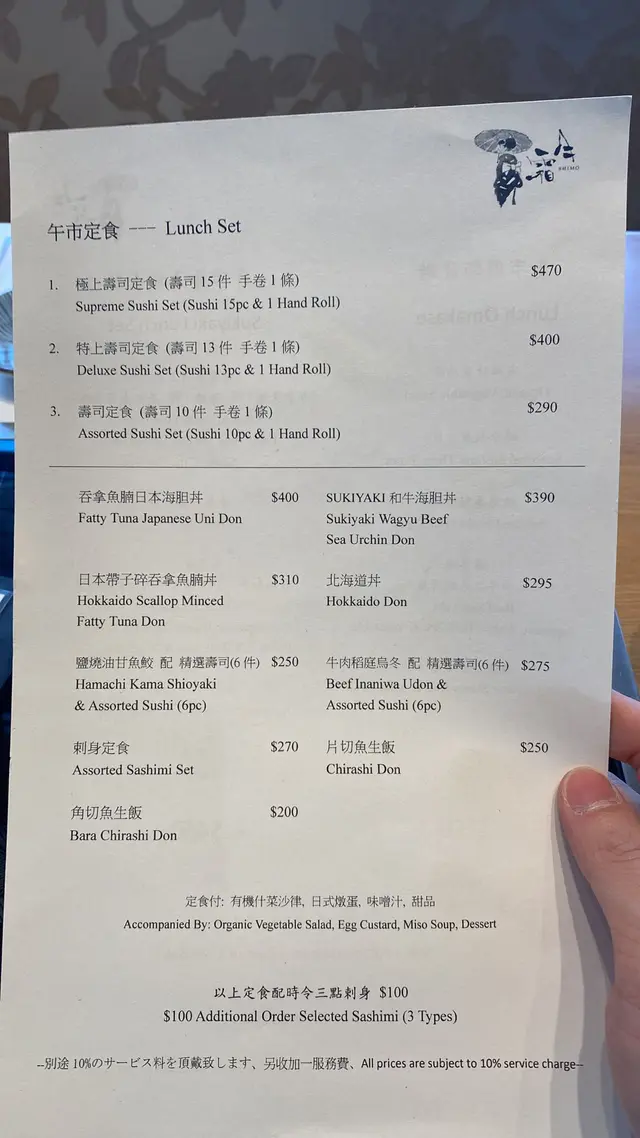 霜月
SHIMO
午市定食 --- Lunch Set
1. 極上壽司定食 (壽司 15 件 手卷 1 條) $470
Supreme Sushi Set (Sushi 15pc & 1 Hand Roll)
2. 特上壽司定食 (壽司 13 件 手卷 1 條) $400
Deluxe Sushi Set (Sushi 13pc & 1 Hand Roll)
3. 壽司定食 (壽司 10 件 手卷 1 條) $290
Assorted Sushi Set (Sushi 10pc & 1 Hand Roll)
吞拿魚腩日本海胆丼 $400
Fatty Tuna Japanese Uni Don
SUKIYAKI 和牛海胆丼 $390
Sukiyaki Wagyu Beef
Sea Urchin Don
日本帶子碎吞拿魚腩丼 $310
Hokkaido Scallop Minced
Fatty Tuna Don
北海道丼 $295
Hokkaido Don
鹽燒油甘魚鮫 配 精選壽司(6 件) $250
Hamachi Kama Shioyaki
& Assorted Sushi (6pc)
牛肉稻庭烏冬 配 精選壽司(6 件) $275
Beef Inaniwa Udon &
Assorted Sushi (6pc)
刺身定食 $270
Assorted Sashimi Set
片切魚生飯 $250
Chirashi Don
角切魚生飯 $200
Bara Chirashi Don
定食付: 有機什菜沙律, 日式燉蛋, 味噌汁, 甜品
Accompanied By: Organic Vegetable Salad, Egg Custard, Miso Soup, Dessert
以上定食配時令三點刺身 $100
$100 Additional Order Selected Sashimi (3 Types)
--別途 10%のサービス料を頂戴致します、另收加一服務費、All prices are subject to 10% service charge--